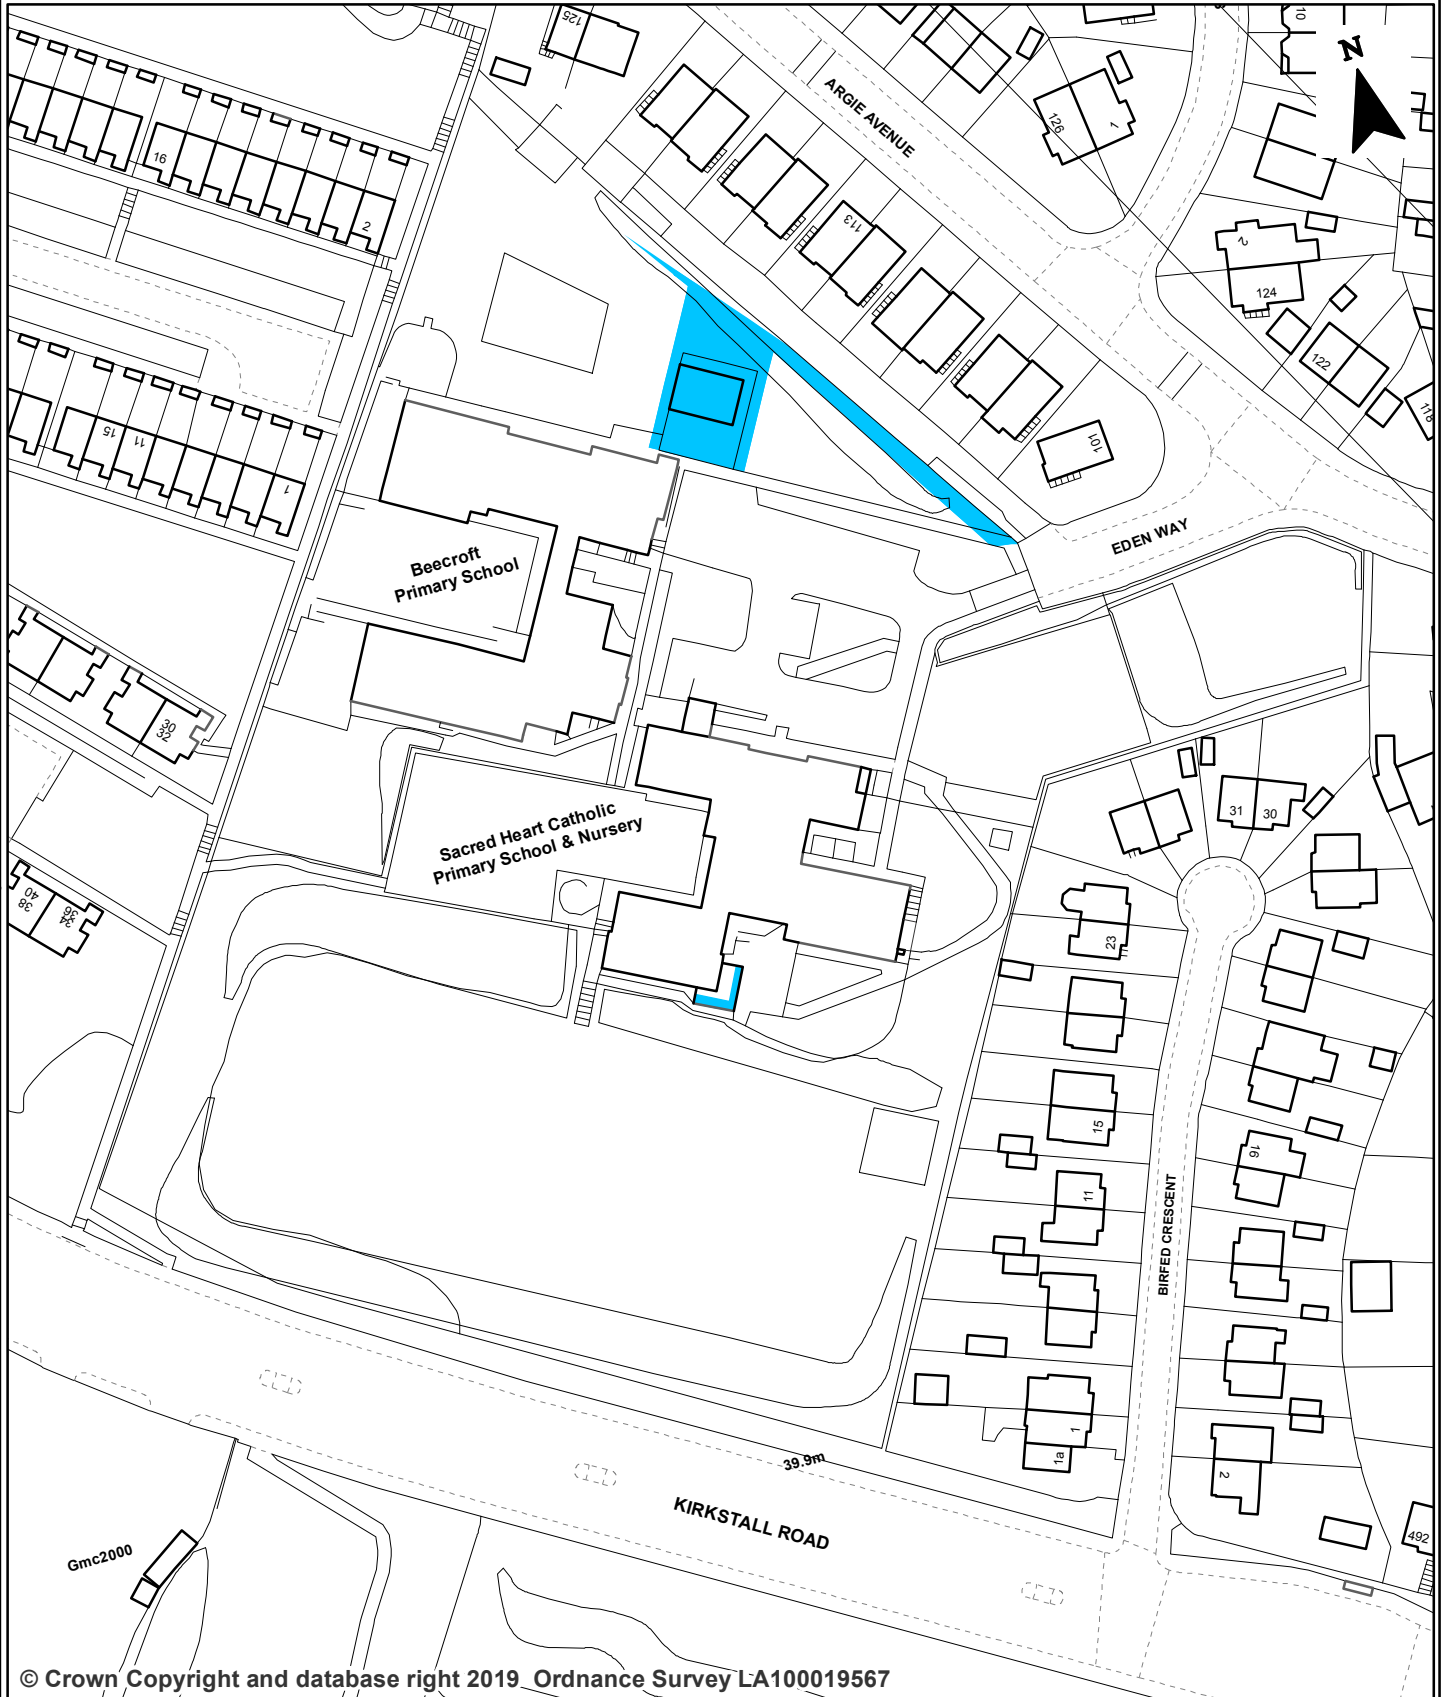 125
10
N
ARGIE AVENUE
126
1
16
2
113
2
124
122
118
15
11
1
101
EDEN WAY
Beecroft
Primary School
30
32
31
30
Sacred Heart Catholic
Primary School & Nursery
38
40
34
36
23
15
16
11
BIRFED CRESCENT
1
1a
2
39.9m
KIRKSTALL ROAD
492
Gmc2000
© Crown Copyright and database right 2019 Ordnance Survey LA100019567